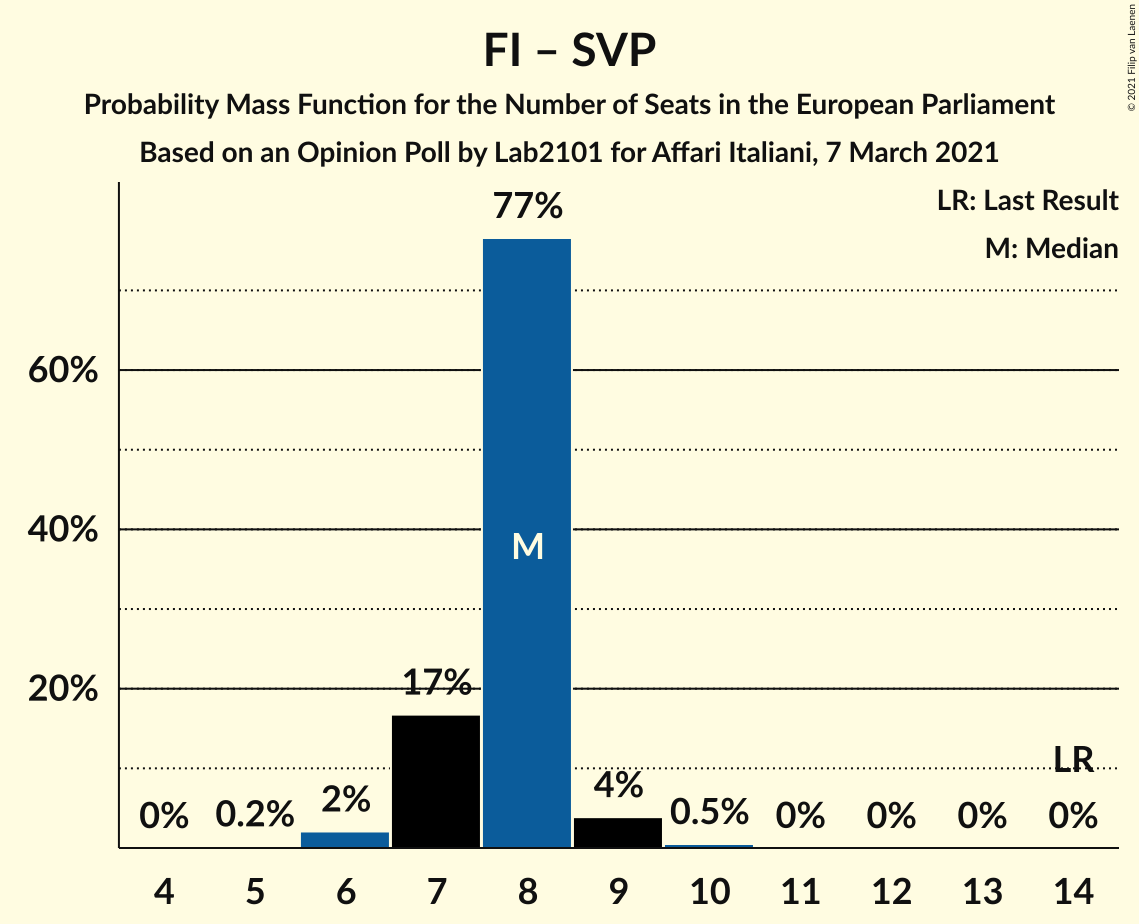 FI – SVP
Probability Mass Function for the Number of Seats in the European Parliament
Based on an Opinion Poll by Lab2101 for Affari Italiani, 7 March 2021
© 2021 Filip van Laenen
LR: Last Result
M: Median
77%
60%
40%
20%
M
17%
LR
0%
0.2%
2%
4%
0.5%
0%
0%
0%
0%
4 5 6 7 8 9 10 11 12 13 14